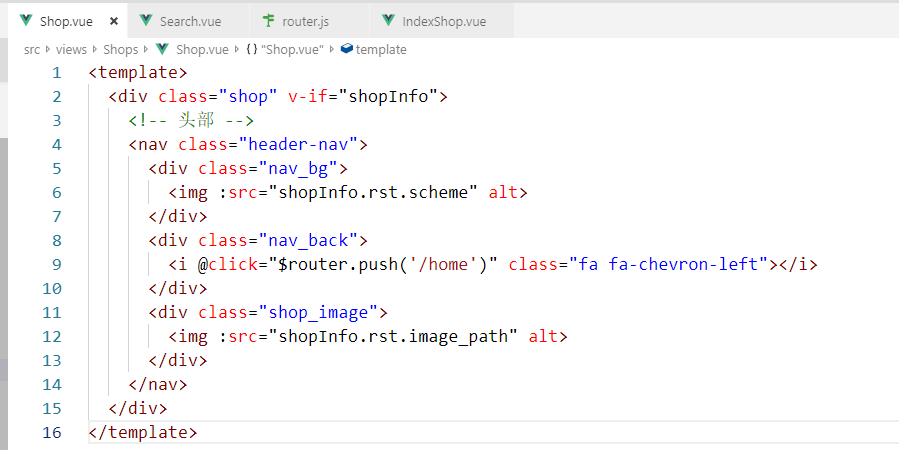 Shop.vue × Search.vue router.js IndexShop.vue
src views Shops Shop.vue {} "Shop.vue" template
1 <template>
2 <div class="shop" v-if="shopInfo">
3 <!-- 头部 -->
4 <nav class="header-nav">
5 <div class="nav_bg">
6 <img :src="shopInfo.rst.scheme" alt>
7 </div>
8 <div class="nav_back">
9 <i @click="$router.push('/home')" class="fa fa-chevron-left"></i>
10 </div>
11 <div class="shop_image">
12 <img :src="shopInfo.rst.image_path" alt>
13 </div>
14 </nav>
15 </div>
16 </template>